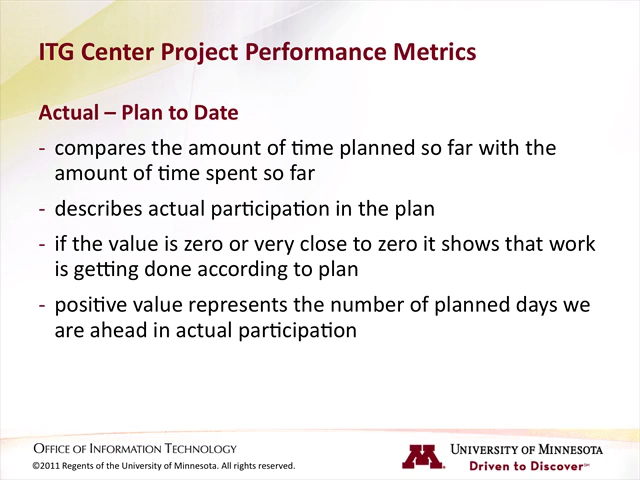 ITG Center Project Performance Metrics
Actual – Plan to Date
- compares the amount of time planned so far with the
amount of time spent so far
- describes actual participation in the plan
- if the value is zero or very close to zero it shows that work
is getting done according to plan
- positive value represents the number of planned days we
are ahead in actual participation
OFFICE OF INFORMATION TECHNOLOGY
©2011 Regents of the University of Minnesota. All rights reserved.
M
UNIVERSITY OF MINNESOTA
Driven to Discover℠